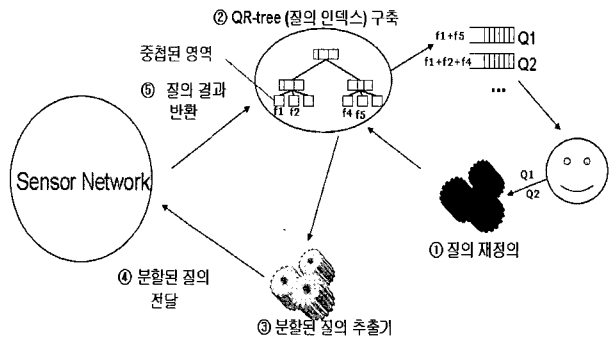 ② QR-tree (질의 인덱스) 구축
중첩된 영역
f1+f5 Q1
f1+f2+f4 Q2
...
⑤ 질의 결과
반환
f1 f2 f4 f5
Sensor Network
Q1
Q2
① 질의 재정의
④ 분할된 질의
전달
③ 분할된 질의 추출기